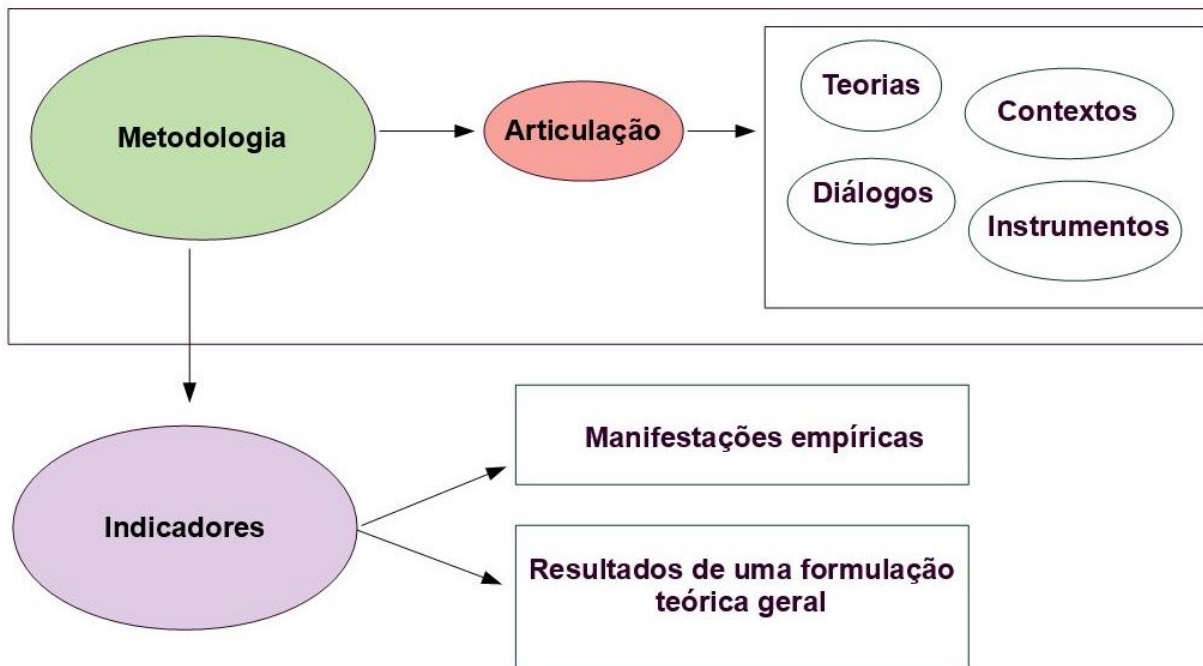 Metodologia
Articulação
Teorias
Contextos
Diálogos
Instrumentos
Indicadores
Manifestações empíricas
Resultados de uma formulação
teórica geral